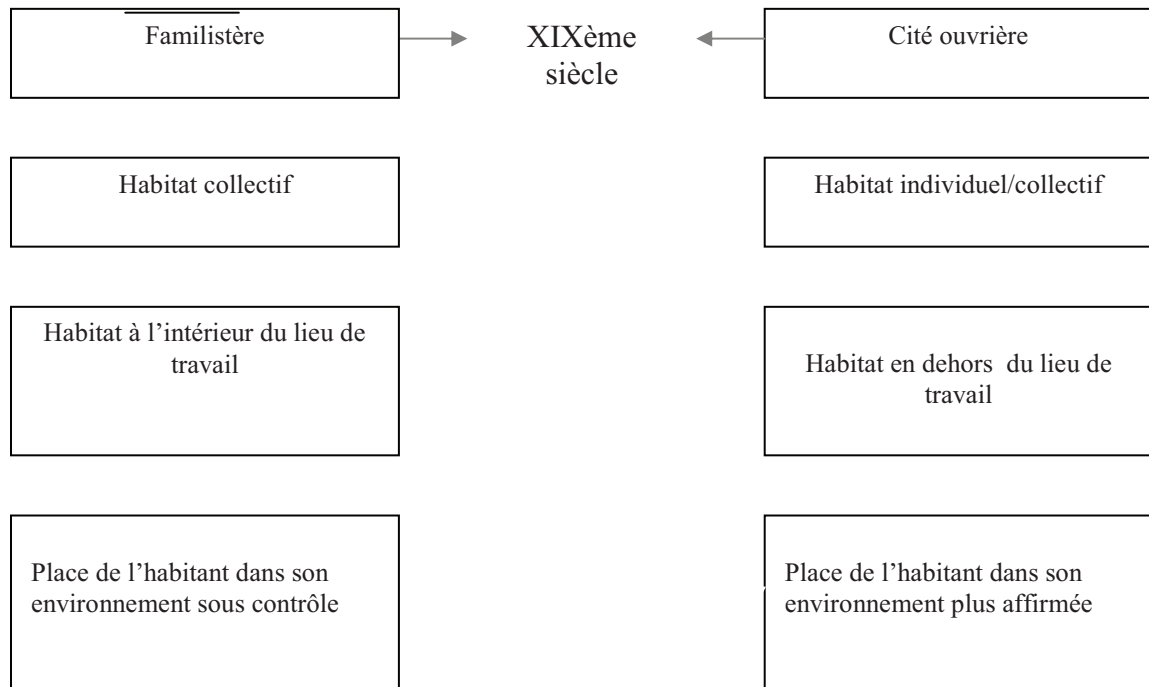 Familistère
XIXème
siècle
Cité ouvrière
Habitat collectif
Habitat individuel/collectif
Habitat à l’intérieur du lieu de
travail
Habitat en dehors du lieu de
travail
Place de l’habitant dans son
environnement sous contrôle
Place de l’habitant dans son
environnement plus affirmée